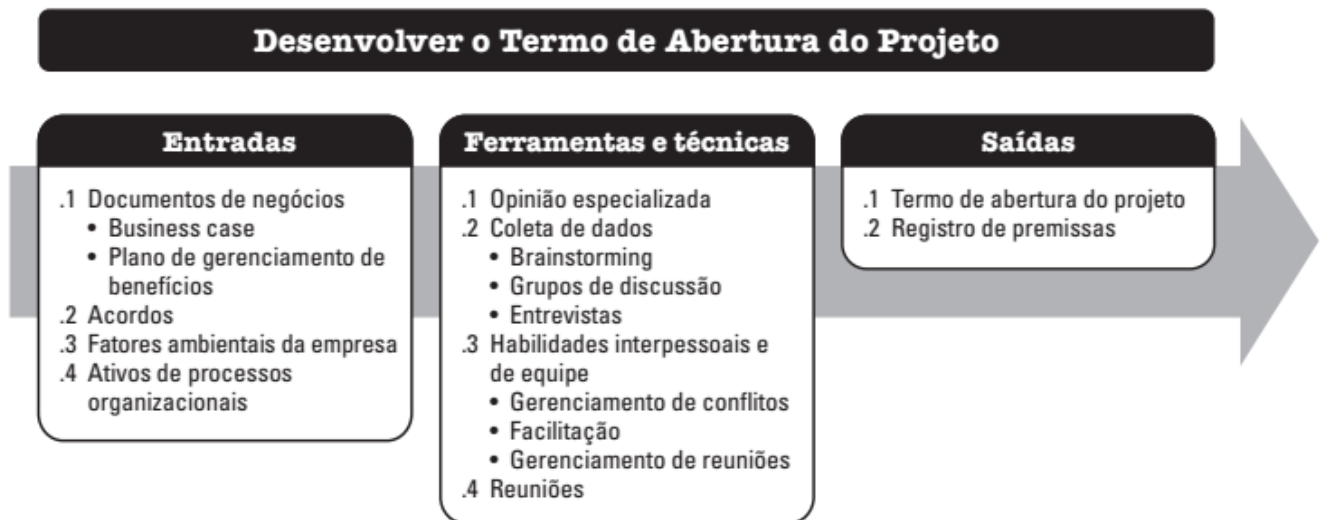 Desenvolver o Termo de Abertura do Projeto
Entradas
.1 Documentos de negócios
• Business case
• Plano de gerenciamento de
benefícios
.2 Acordos
.3 Fatores ambientais da empresa
.4 Ativos de processos
organizacionais
Ferramentas e técnicas
.1 Opinião especializada
.2 Coleta de dados
• Brainstorming
• Grupos de discussão
• Entrevistas
.3 Habilidades interpessoais e
de equipe
• Gerenciamento de conflitos
• Facilitação
• Gerenciamento de reuniões
.4 Reuniões
Saídas
.1 Termo de abertura do projeto
.2 Registro de premissas